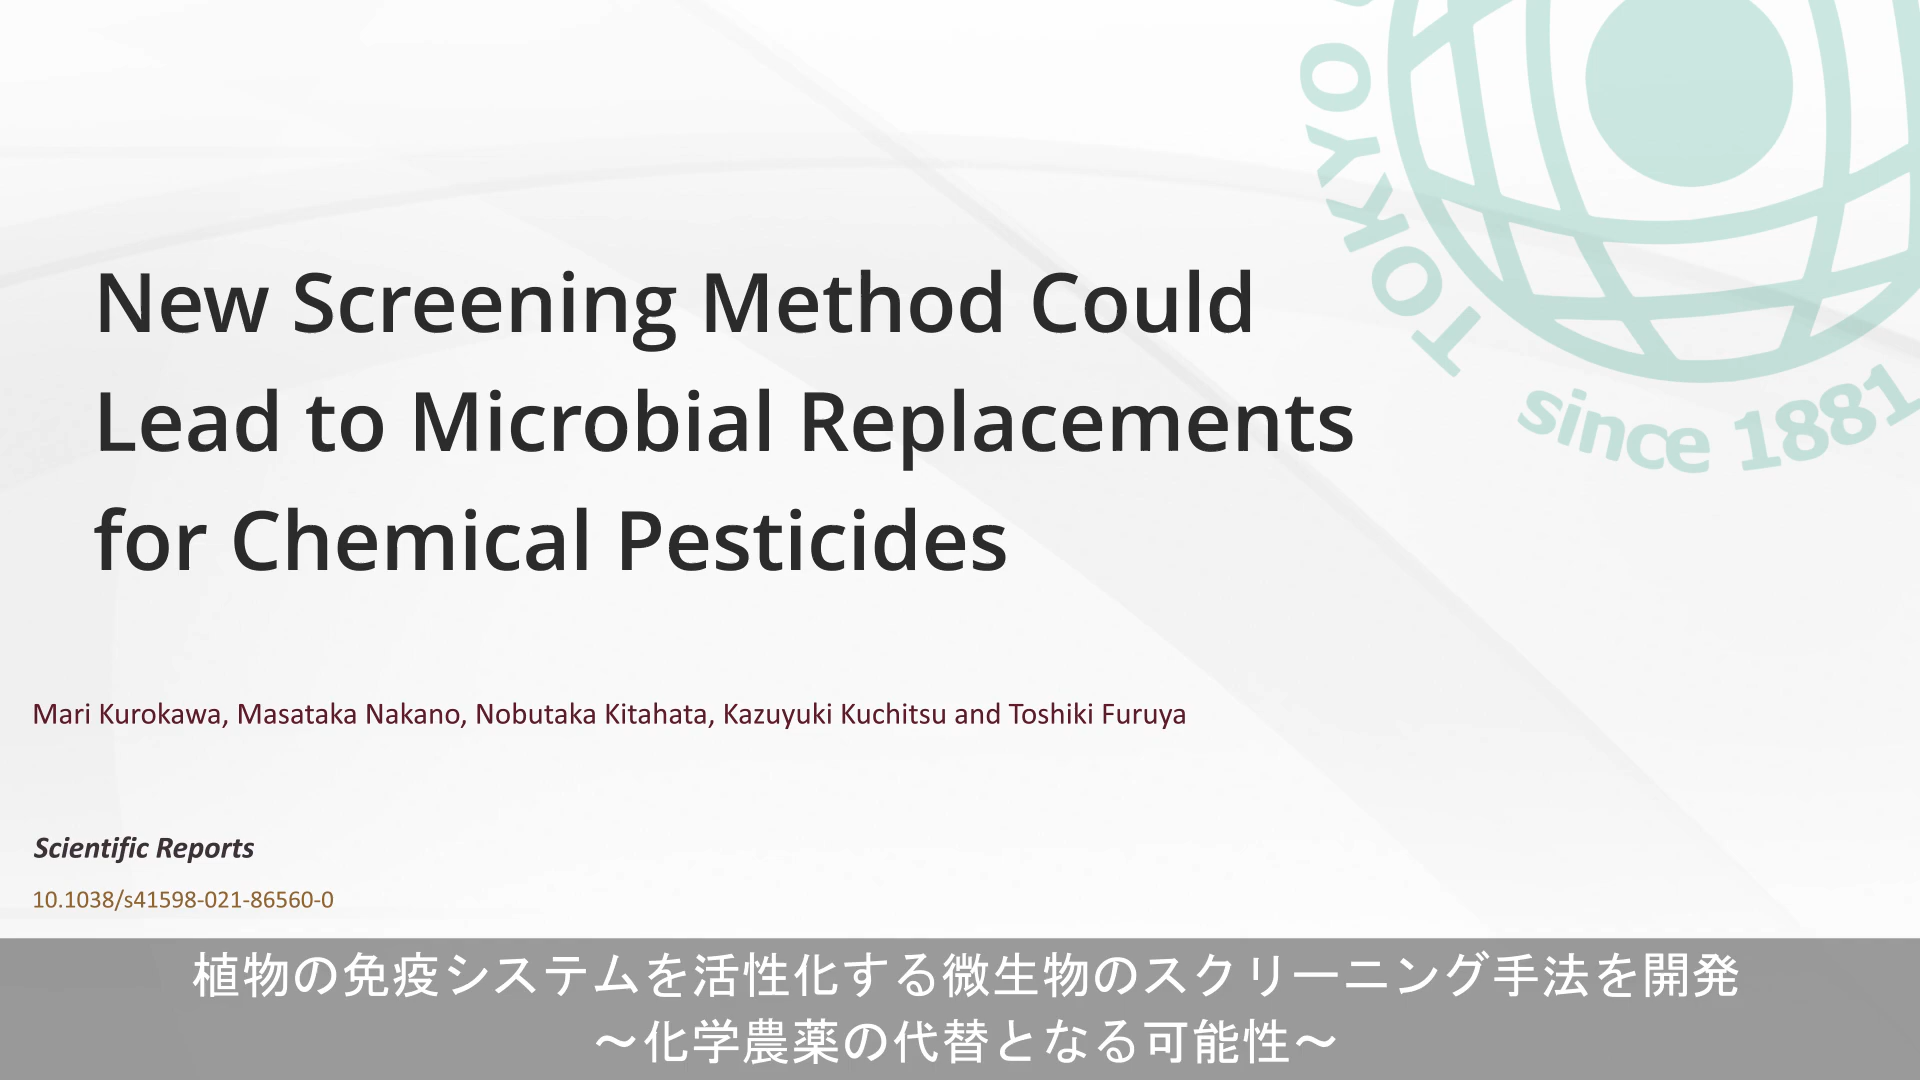 TOKYO
since 1881
New Screening Method Could
Lead to Microbial Replacements
for Chemical Pesticides
Mari Kurokawa, Masataka Nakano, Nobutaka Kitahata, Kazuyuki Kuchitsu and Toshiki Furuya
Scientific Reports
10.1038/s41598-021-86560-0
植物の免疫システムを活性化する微生物のスクリーニング手法を開発
～化学農薬の代替となる可能性～